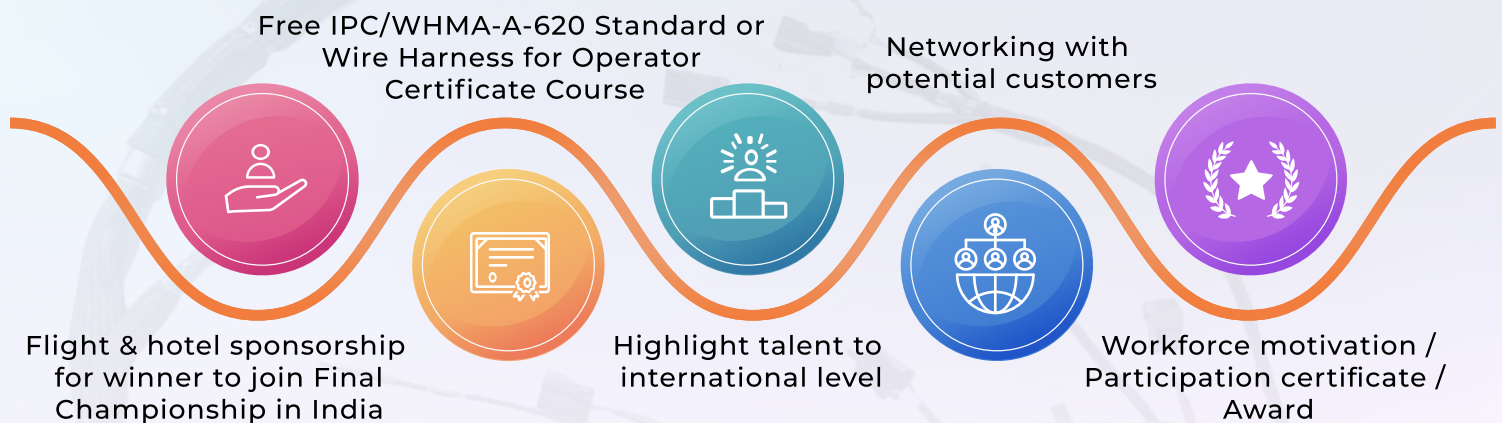 Free IPC/WHMA-A-620 Standard or
Wire Harness for Operator
Certificate Course
Networking with
potential customers
Flight & hotel sponsorship
for winner to join Final
Championship in India
Highlight talent to
international level
Workforce motivation /
Participation certificate /
Award